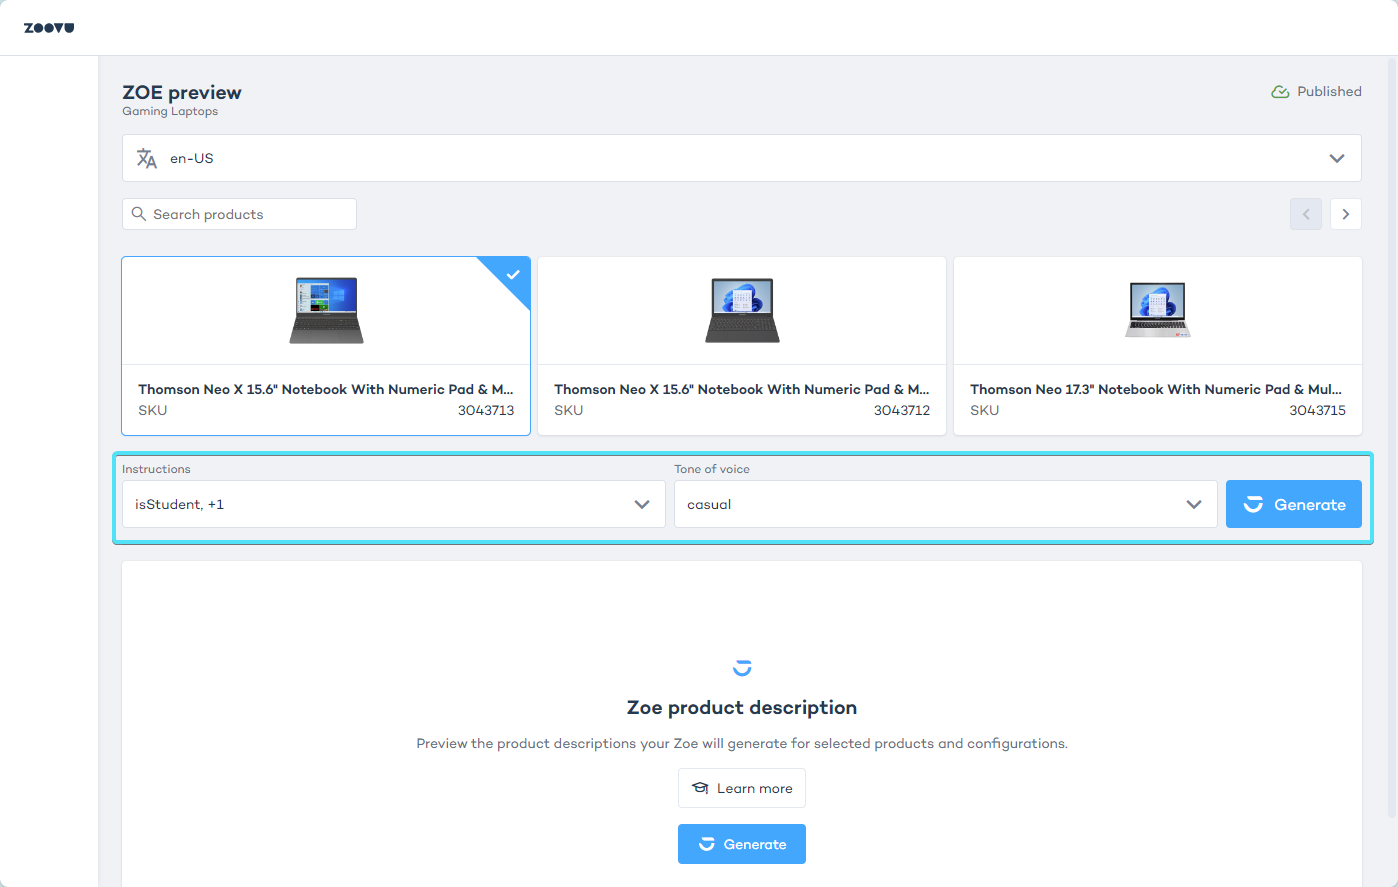 zoovu
ZOE preview
Gaming Laptops
Published
en-US
Search products
Thomson Neo X 15.6" Notebook With Numeric Pad & M...
SKU 3043713
Thomson Neo X 15.6" Notebook With Numeric Pad & M...
SKU 3043712
Thomson Neo 17.3" Notebook With Numeric Pad & Mul...
SKU 3043715
Instructions
isStudent, +1
Tone of voice
casual
Generate
Zoe product description
Preview the product descriptions your Zoe will generate for selected products and configurations.
Learn more
Generate